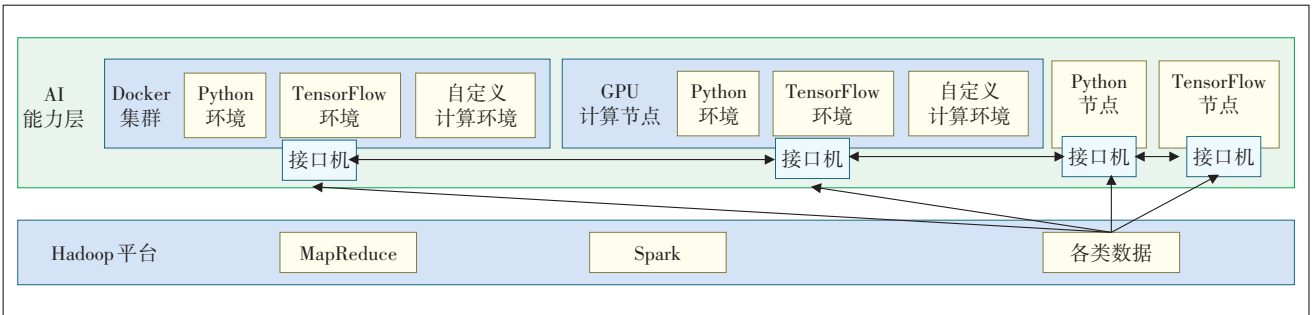 AI
能力层
Docker
集群
Python
环境
TensorFlow
环境
自定义
计算环境
GPU
计算节点
Python
环境
TensorFlow
环境
自定义
计算环境
Python
节点
TensorFlow
节点
接口机
接口机
接口机
接口机
Hadoop平台
MapReduce
Spark
各类数据